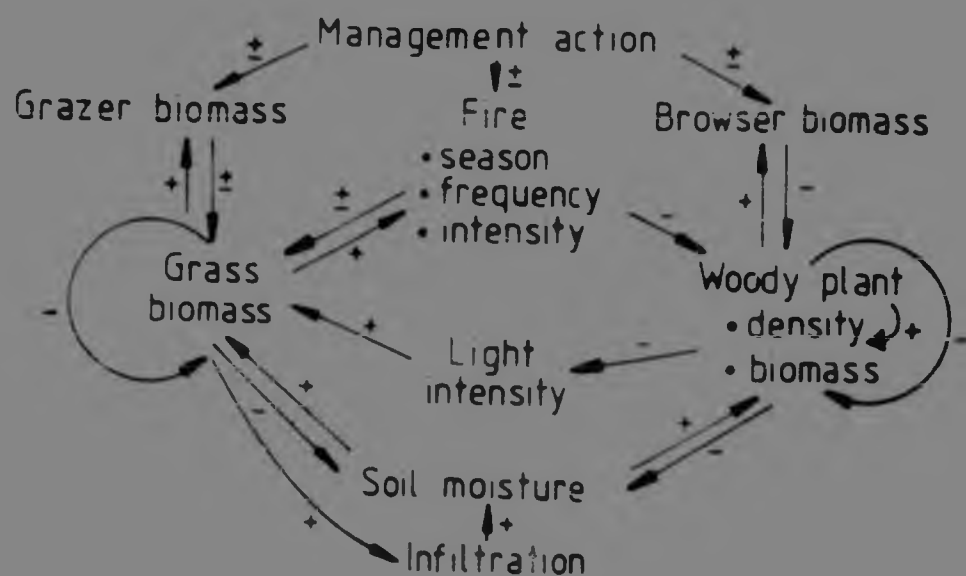 Management action
±
±
±
Grazer biomass
Fire
Browser biomass
• season
• frequency
• intensity
+
±
±
+
-
+
-
-
Grass
biomass
Woody plant
• density
• biomass
+
-
+
Light
intensity
-
+
-
+
-
Soil moisture
+
+
Infiltration